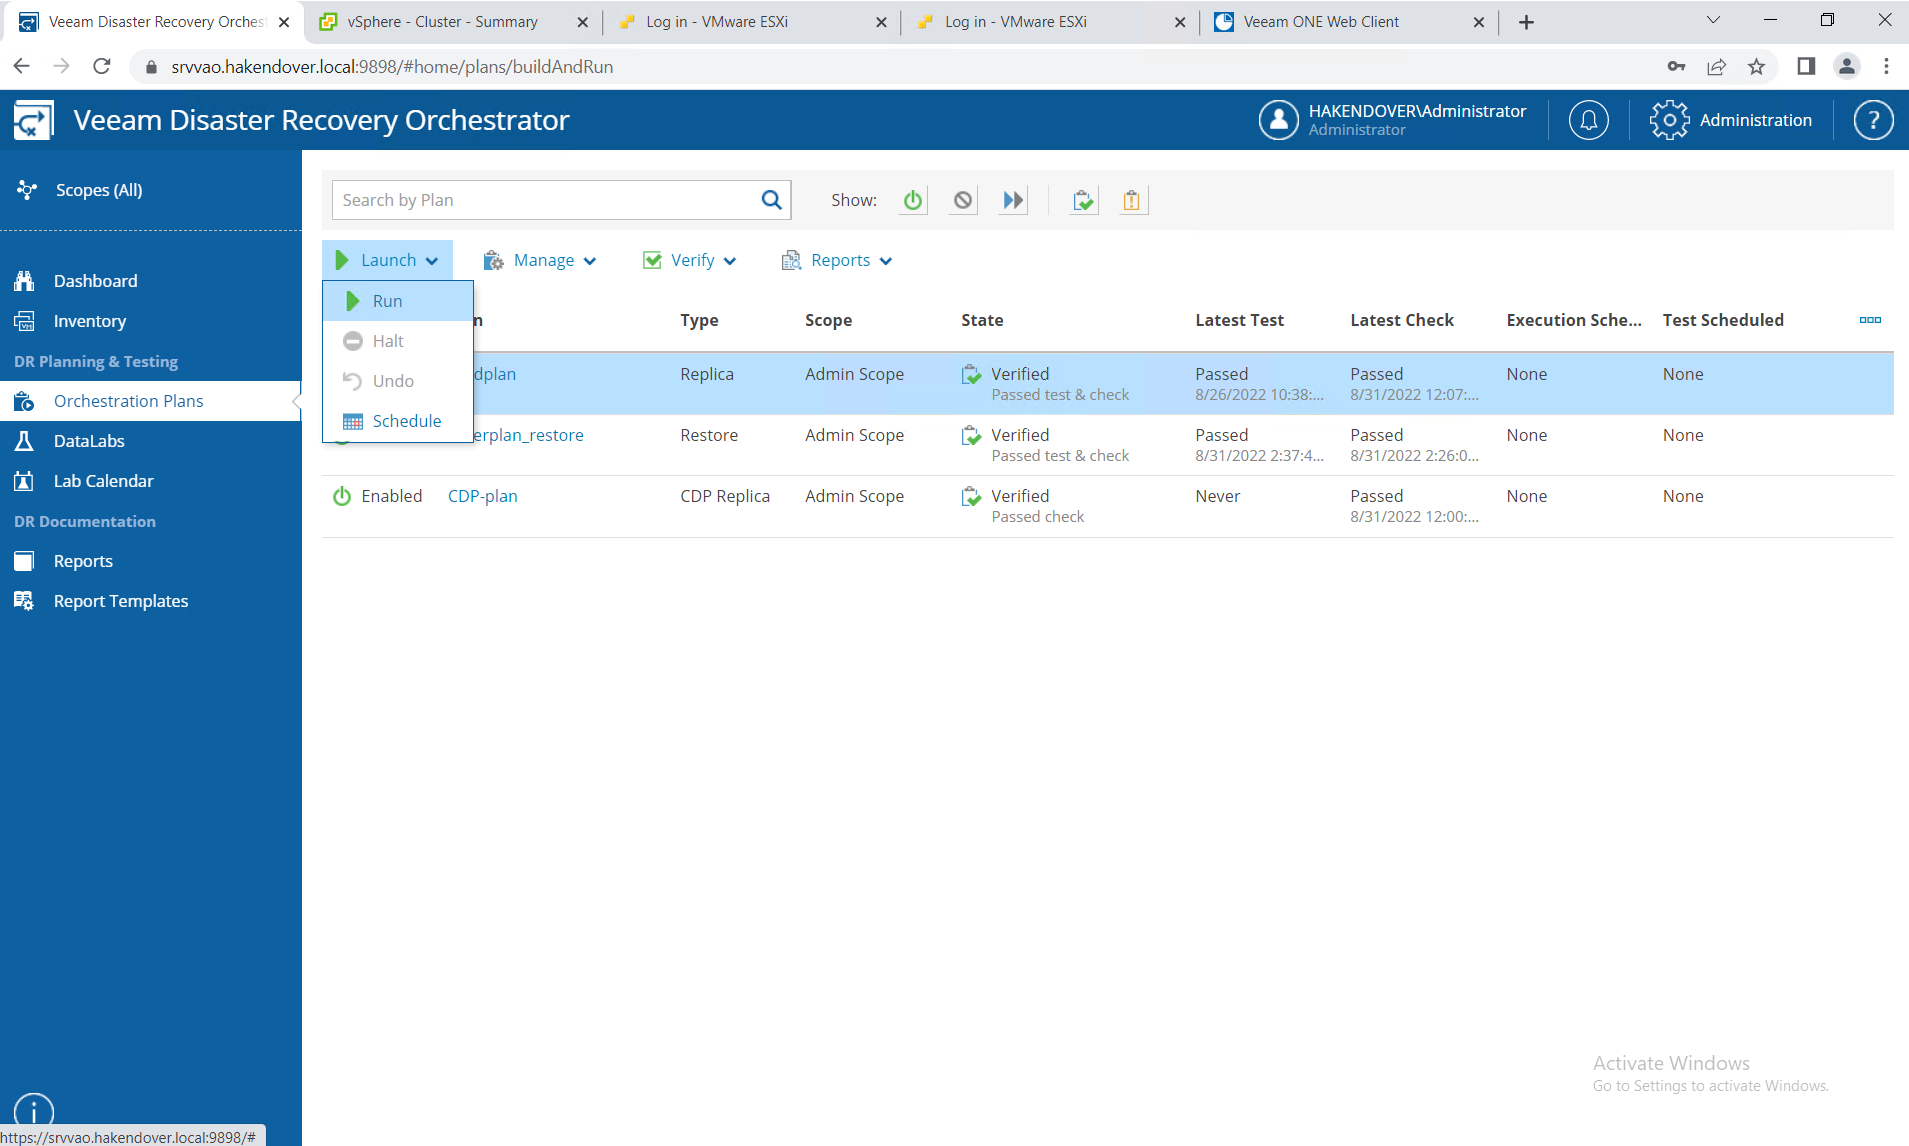 Veeam Disaster Recovery Orchest
vSphere - Cluster - Summary
Log in - VMware ESXi
Log in - VMware ESXi
Veeam ONE Web Client
srvvao.hakendover.local:9898/#home/plans/buildAndRun
Veeam Disaster Recovery Orchestrator
HAKENDOVER\Administrator
Administrator
Administration
?
Scopes (All)
Dashboard
Inventory
DR Planning & Testing
Orchestration Plans
DataLabs
Lab Calendar
DR Documentation
Reports
Report Templates
Search by Plan
Show:
Launch
Manage
Verify
Reports
Run
Halt
Undo
Schedule
n Type Scope State Latest Test Latest Check Execution Sche... Test Scheduled
dplan Replica Admin Scope Verified Passed Passed None None
Passed test & check 8/26/2022 10:38:... 8/31/2022 12:07:...
erplan_restore Restore Admin Scope Verified Passed Passed None None
Passed test & check 8/31/2022 2:37:4... 8/31/2022 2:26:0...
Enabled CDP-plan CDP Replica Admin Scope Verified Never Passed None None
Passed check 8/31/2022 12:00:...
Activate Windows
Go to Settings to activate Windows.
https://srvvao.hakendover.local:9898/#